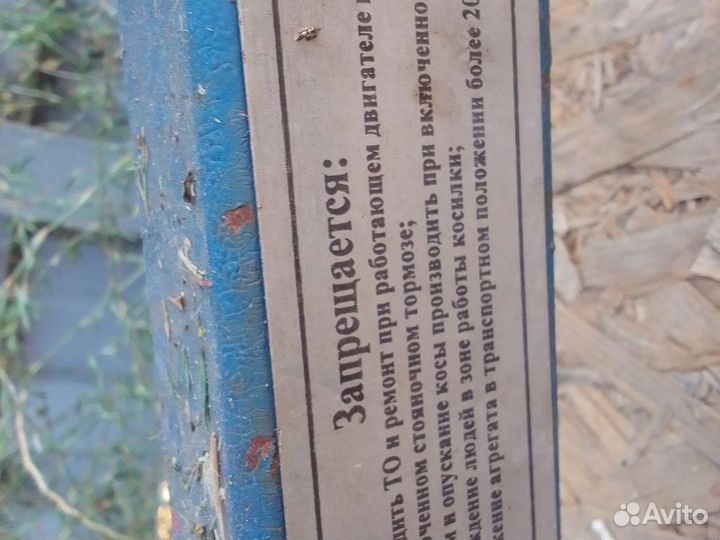 Запрещается:
дить ТО и ремонт при работающем двигателе
ченном стояночном тормозе;
м и опускание косы производить при включенно
ждение людей в зоне работы косилки;
жение агрегата в транспортном положении более 20
Avito